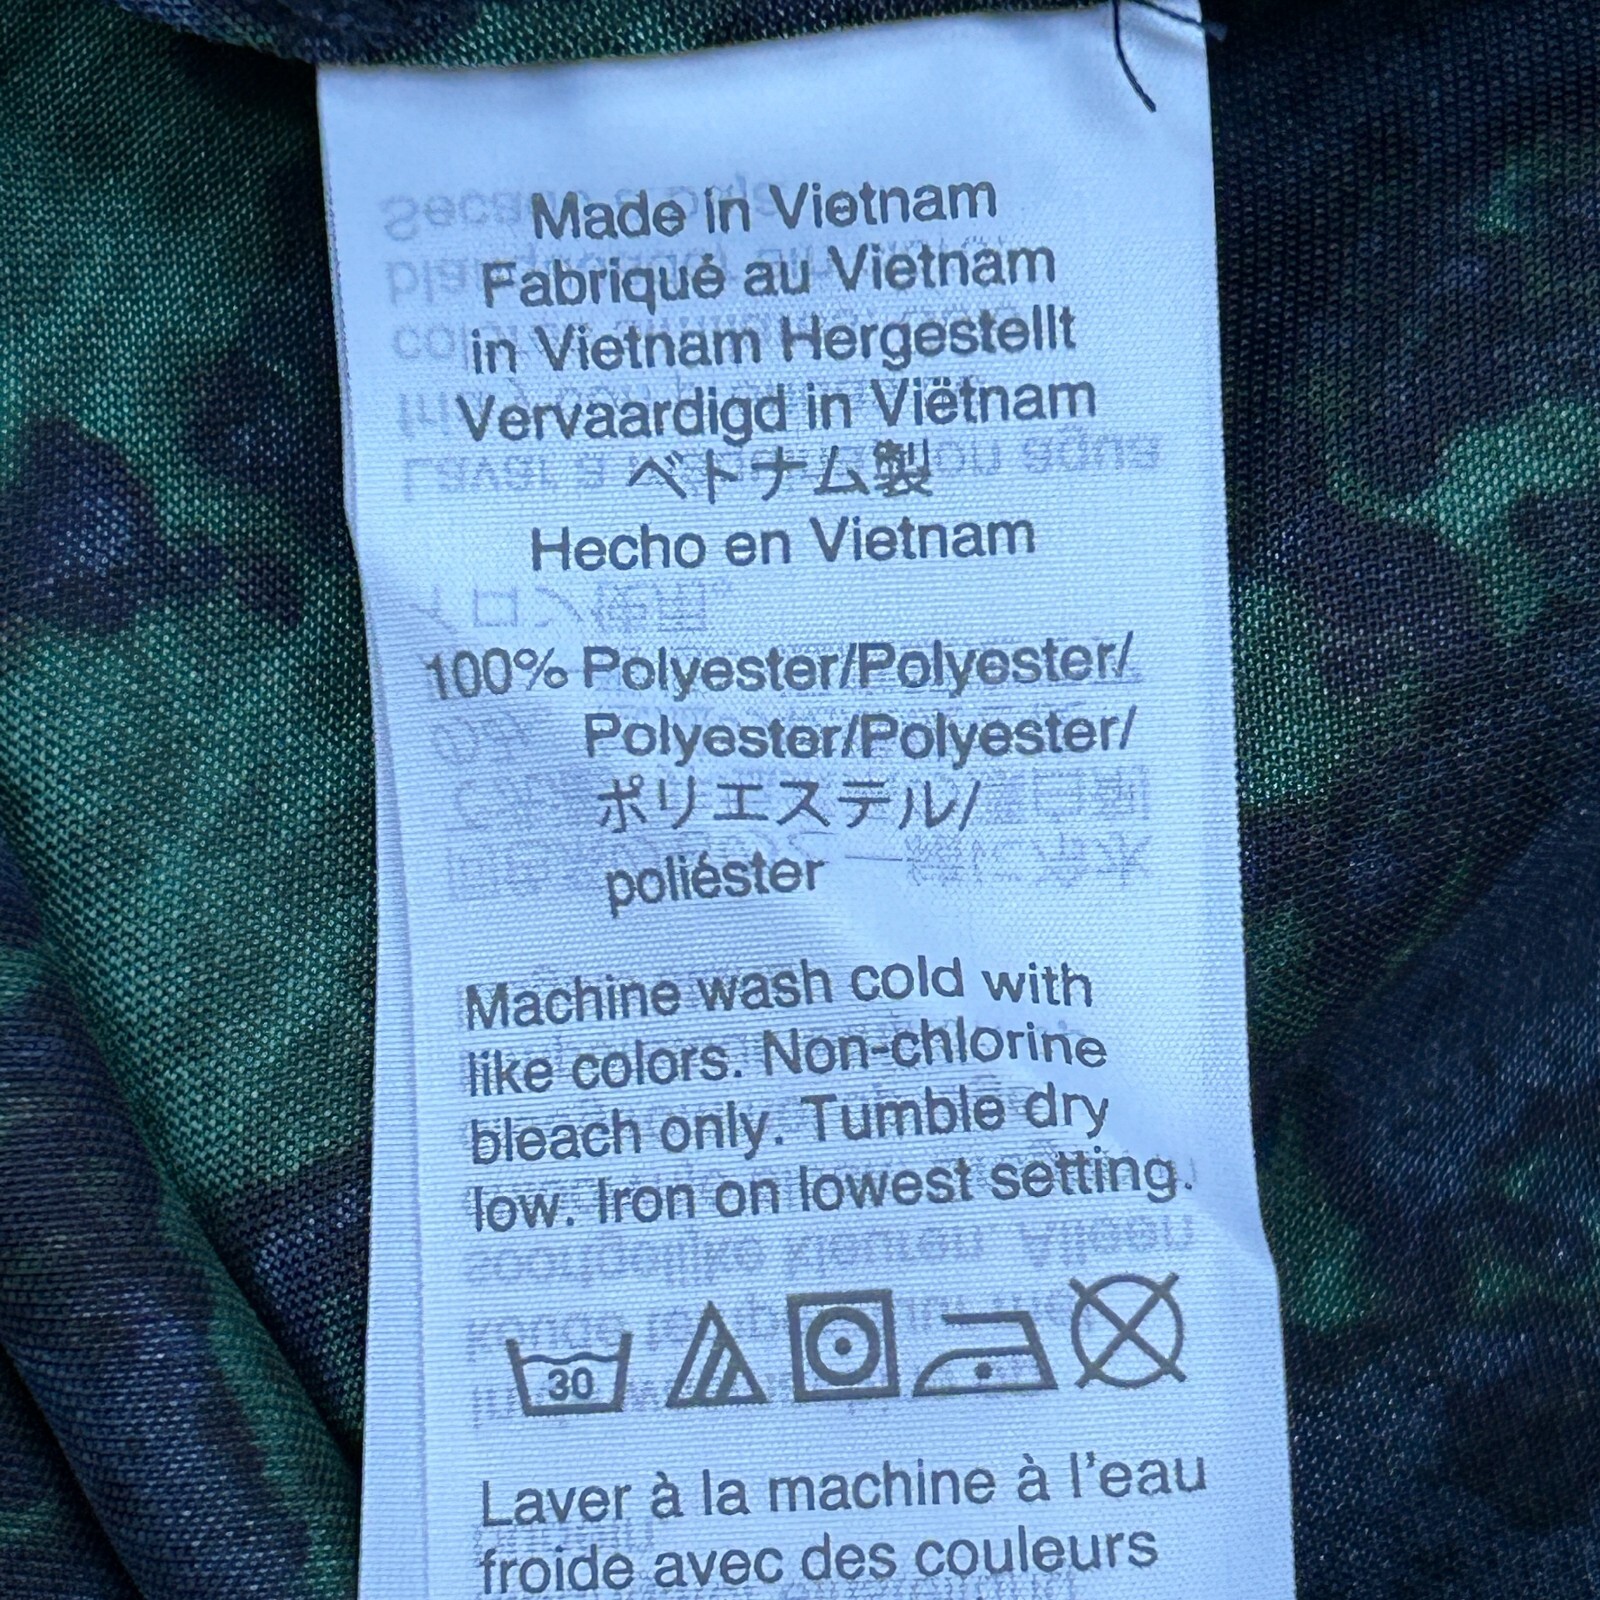 Made in Vietnam
Fabriqué au Vietnam
in Vietnam Hergestellt
Vervaardigd in Viëtnam
ベトナム製
Hecho en Vietnam
100% Polyester/Polyester/
Polyester/Polyester/
ポリエステル/
poliéster
Machine wash cold with
like colors. Non-chlorine
bleach only. Tumble dry
low. Iron on lowest setting.
30
Laver à la machine à l'eau
froide avec des couleurs